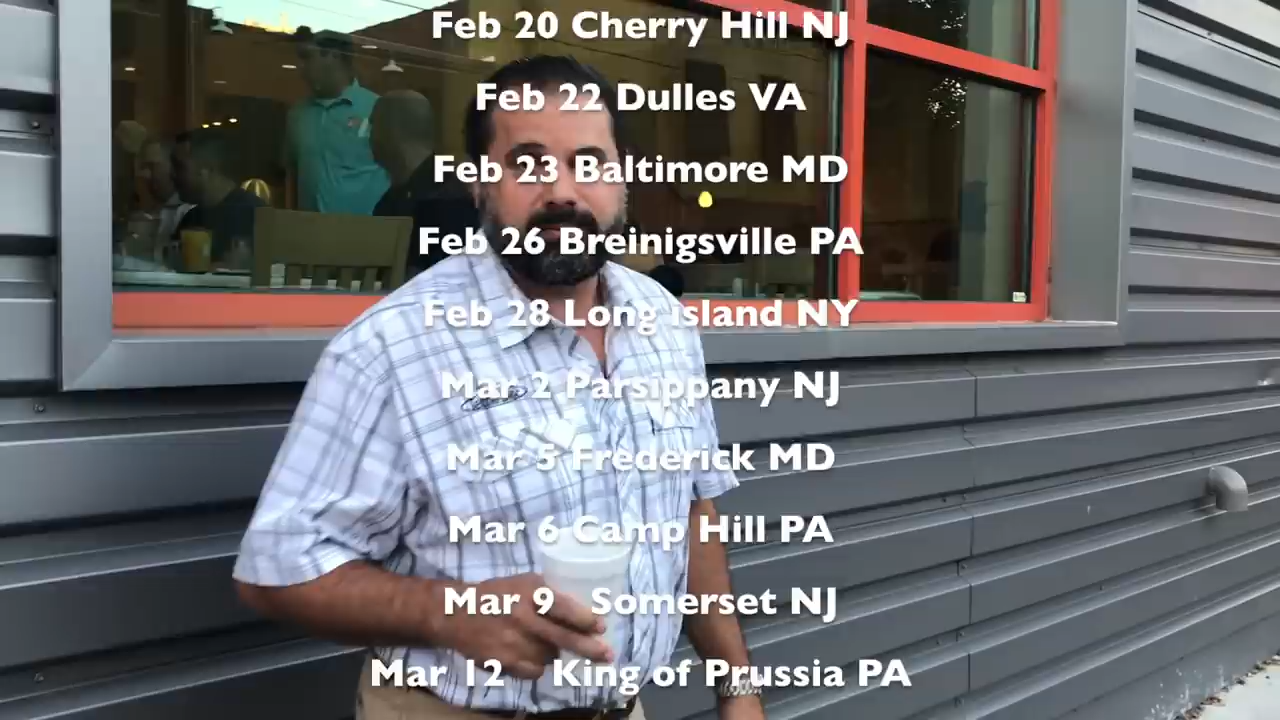 Feb 20 Cherry Hill NJ
Feb 22 Dulles VA
Feb 23 Baltimore MD
Feb 26 Breinigsville PA
Feb 28 Long island NY
Mar 2 Parsippany NJ
Mar 5 Frederick MD
Mar 6 Camp Hill PA
Mar 9 Somerset NJ
Mar 12 King of Prussia PA